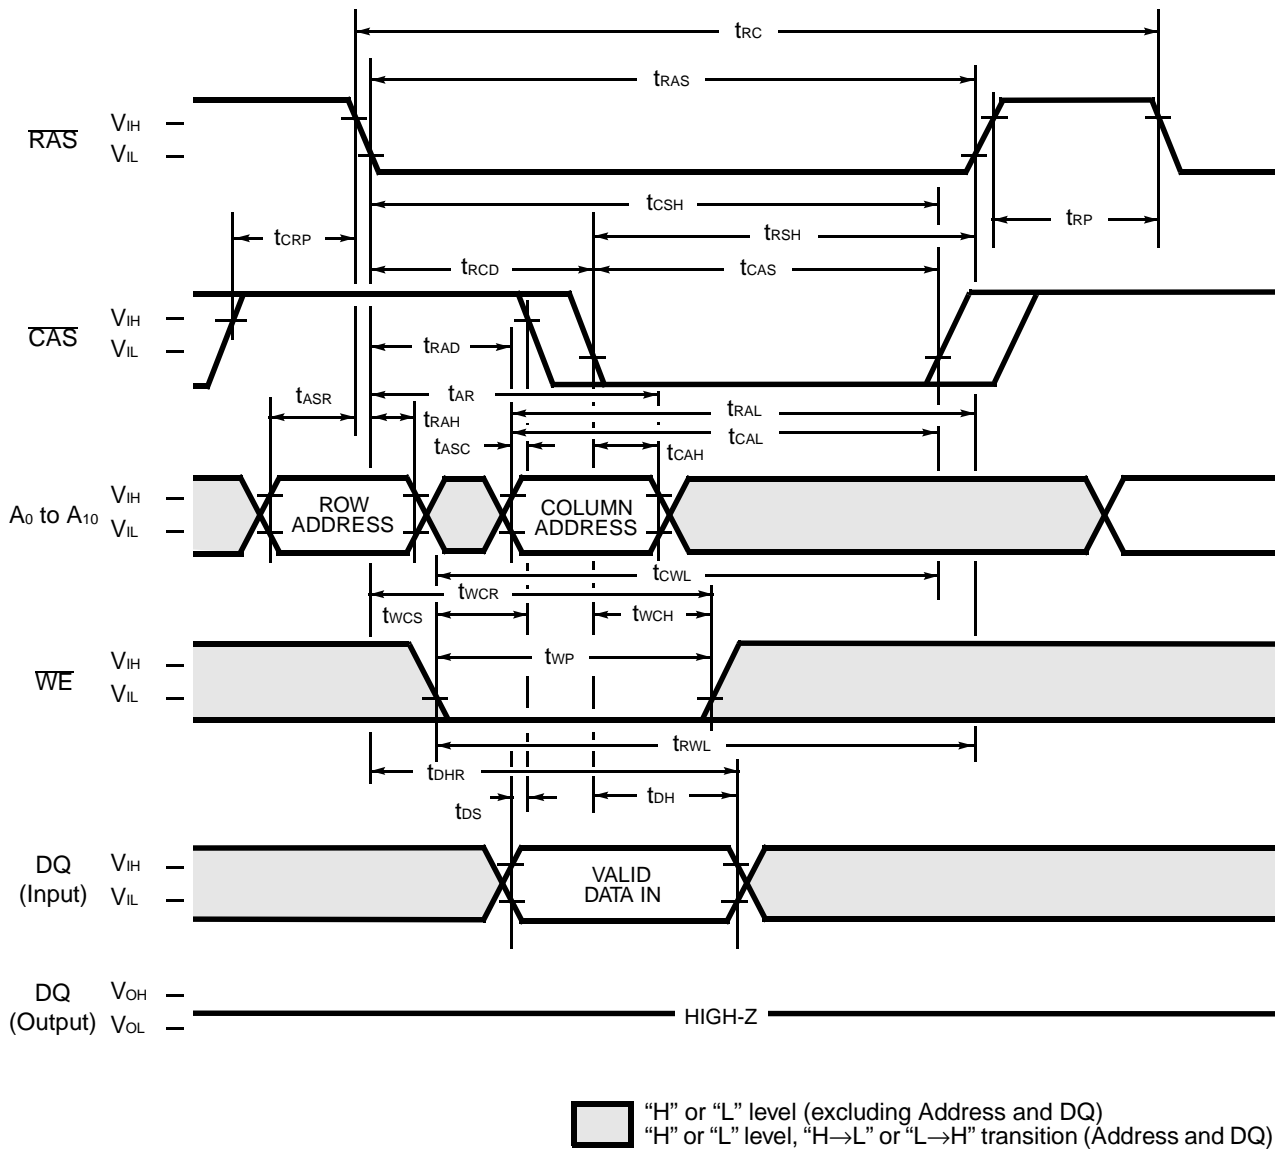 tRC
tRAS
RAS
VIH
VIL
tCSH
tCRP
tRSH
tRP
tRCD
tCAS
CAS
VIH
VIL
tRAD
tASR
tAR
tRAH
tRAL
tASC
tCAL
tCAH
A0 to A10
VIH
VIL
ROW
ADDRESS
COLUMN
ADDRESS
tCWL
tWCR
tWCS
tWCH
WE
VIH
VIL
tWP
tRWL
tDHR
tDS
tDH
DQ
(Input)
VIH
VIL
VALID
DATA IN
DQ
(Output)
VOH
VOL
HIGH-Z
“H” or “L” level (excluding Address and DQ)
“H” or “L” level, “H→L” or “L→H” transition (Address and DQ)